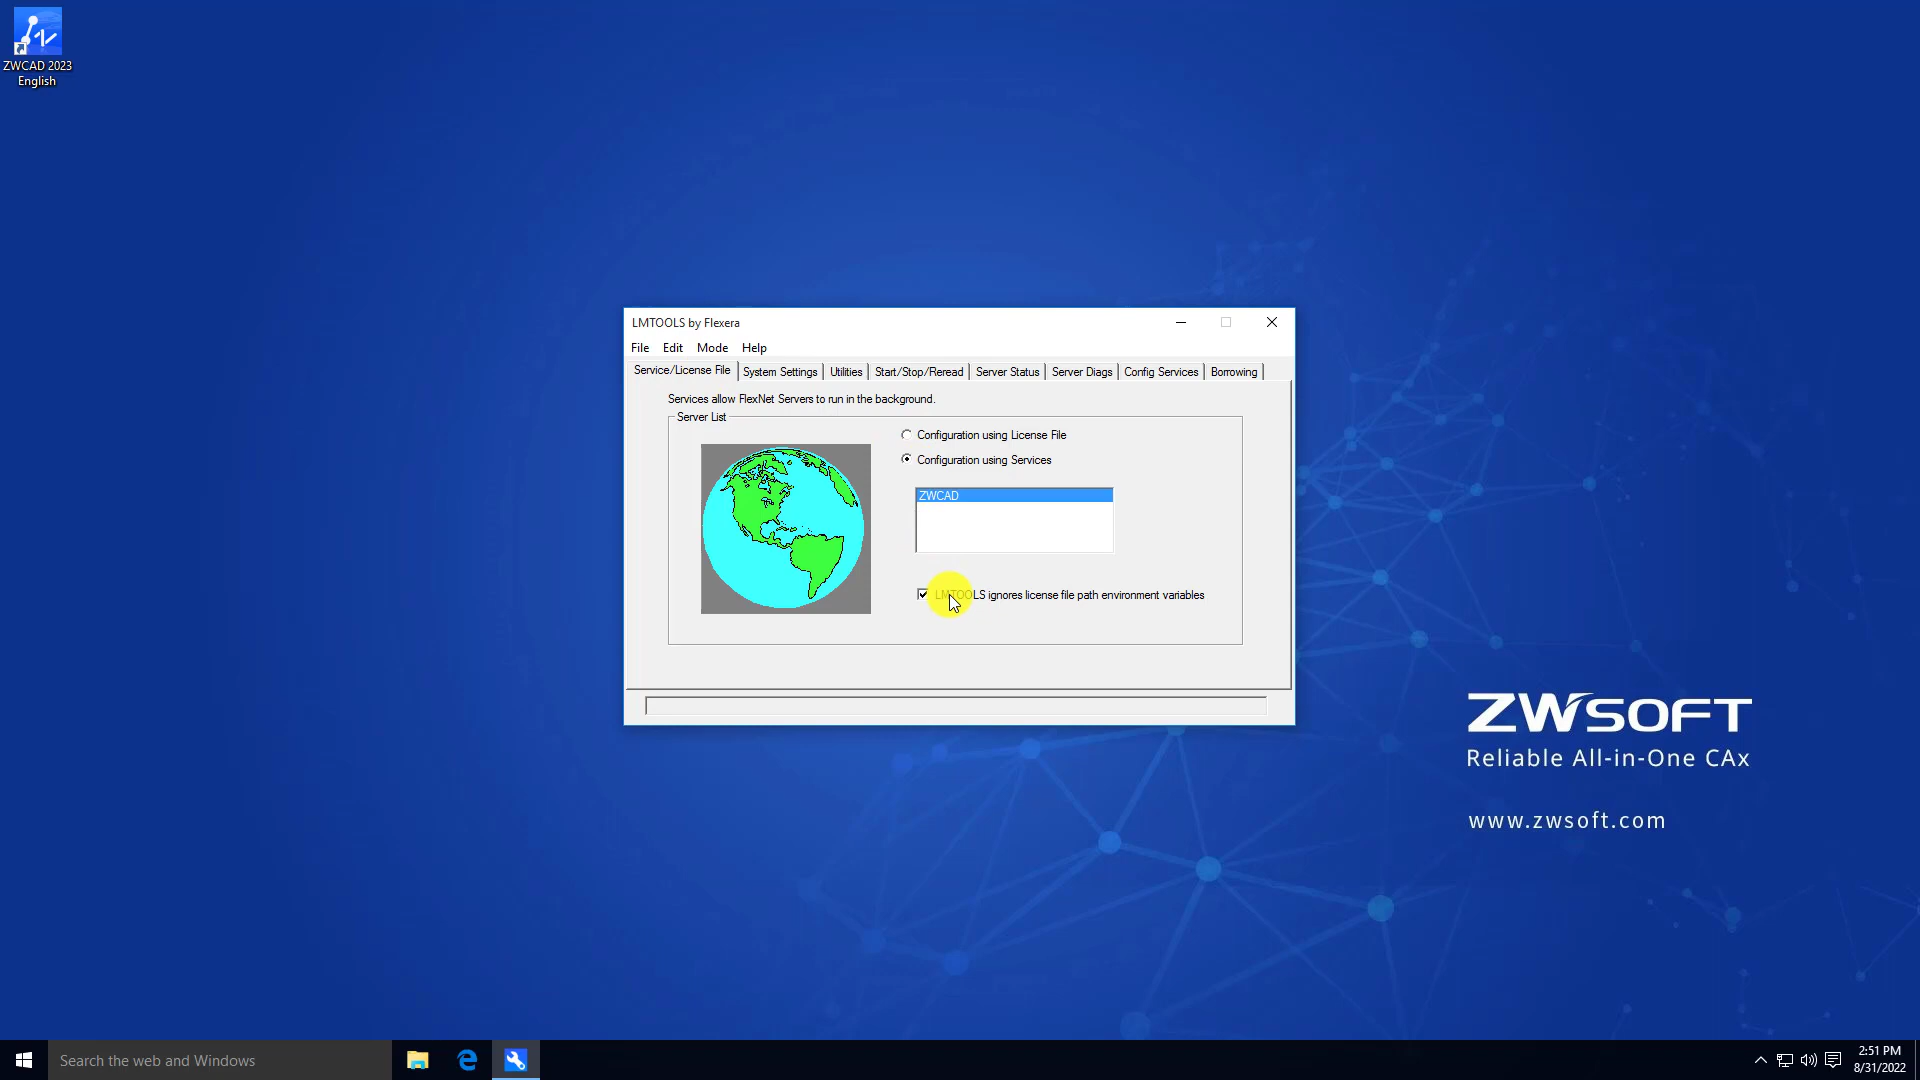 ZWCAD 2023
English
LMTOOLS by Flexera
File Edit Mode Help
Service/License File System Settings Utilities Start/Stop/Reread Server Status Server Diags Config Services Borrowing
Services allow FlexNet Servers to run in the background.
Server List
Configuration using License File
Configuration using Services
ZWCAD
LMTOOLS ignores license file path environment variables
ZWSOFT
Reliable All-in-One CAx
www.zwsoft.com
Search the web and Windows
2:51 PM
8/31/2022